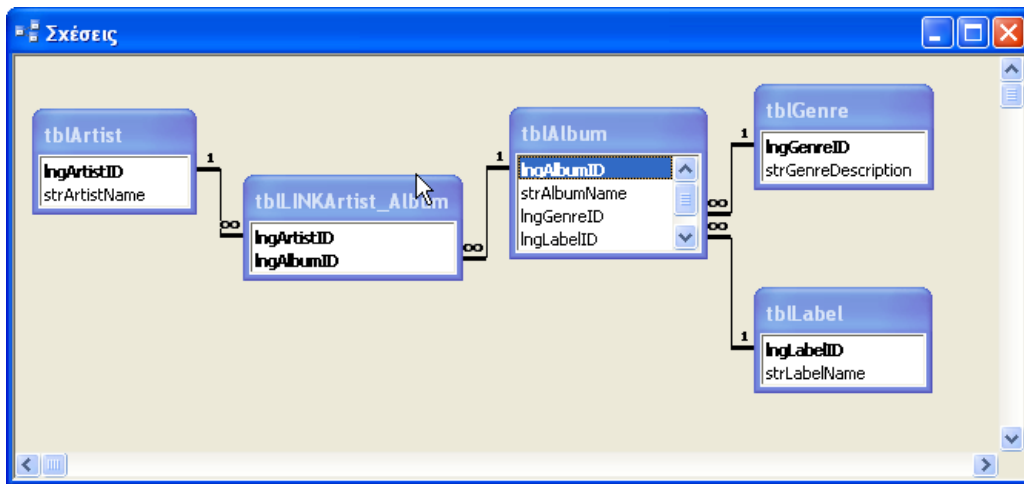 Σχέσεις
tblArtist
lngArtistID
strArtistName
1
∞
tblLINKArtist_Album
lngArtistID
lngAlbumID
∞
1
tblAlbum
lngAlbumID
strAlbumName
lngGenreID
lngLabelID
∞
∞
1
tblGenre
lngGenreID
strGenreDescription
1
tblLabel
lngLabelID
strLabelName